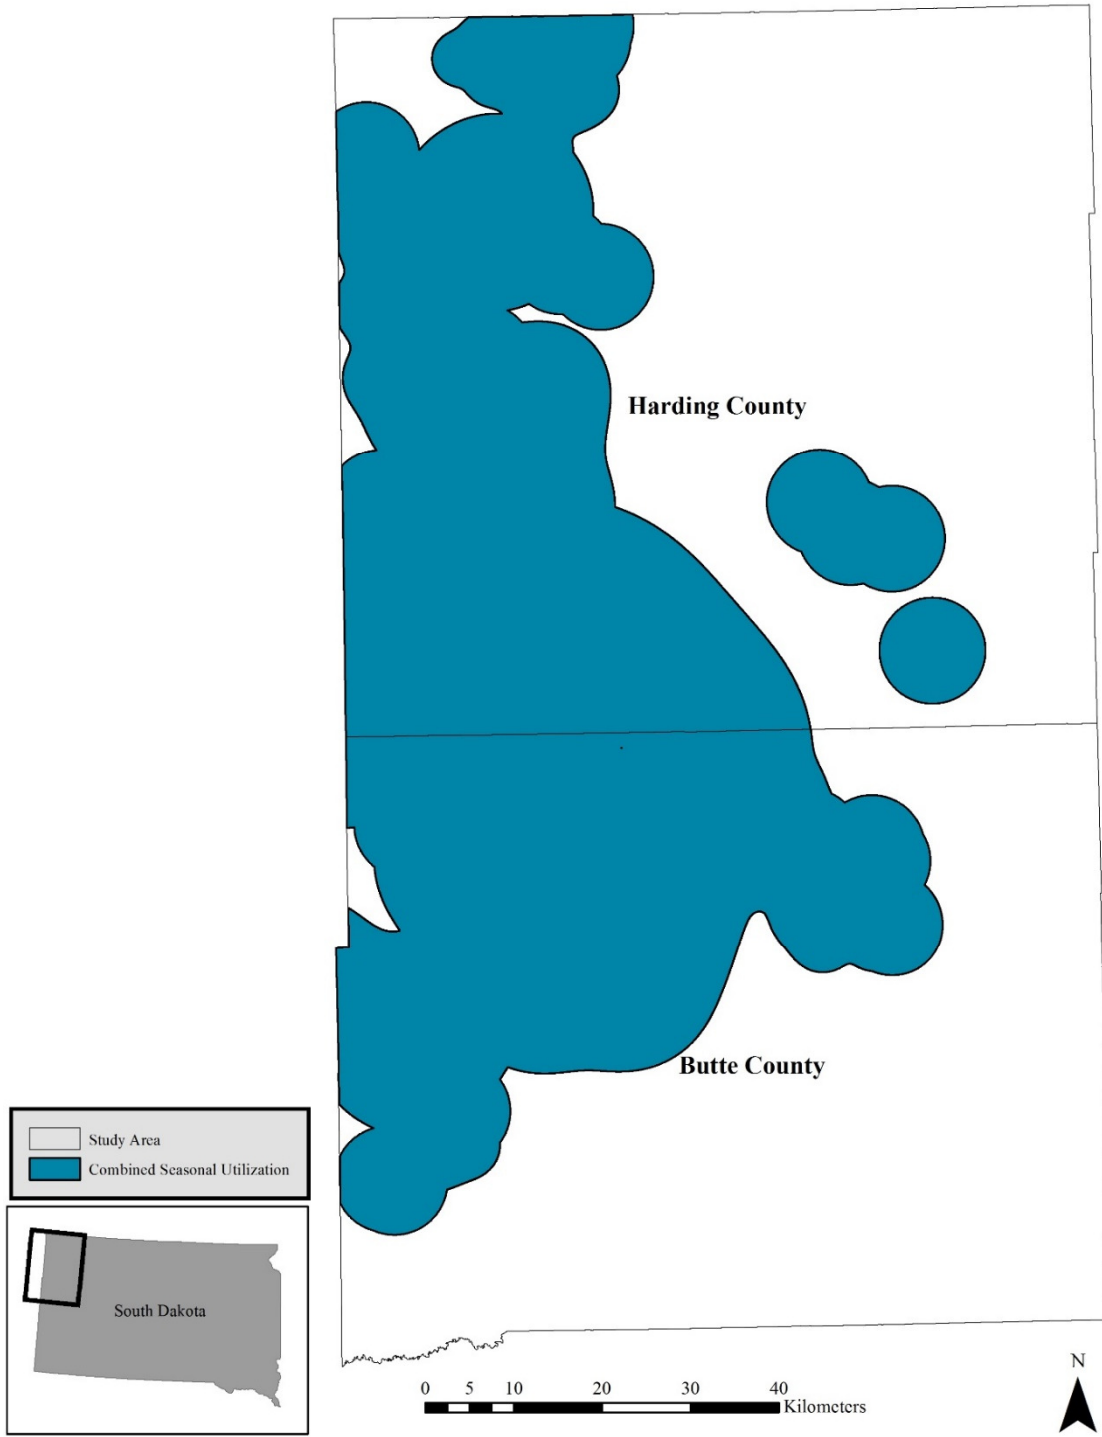 Harding County
Butte County
Study Area
Combined Seasonal Utilization
South Dakota
0 5 10 20 30 40
Kilometers
N